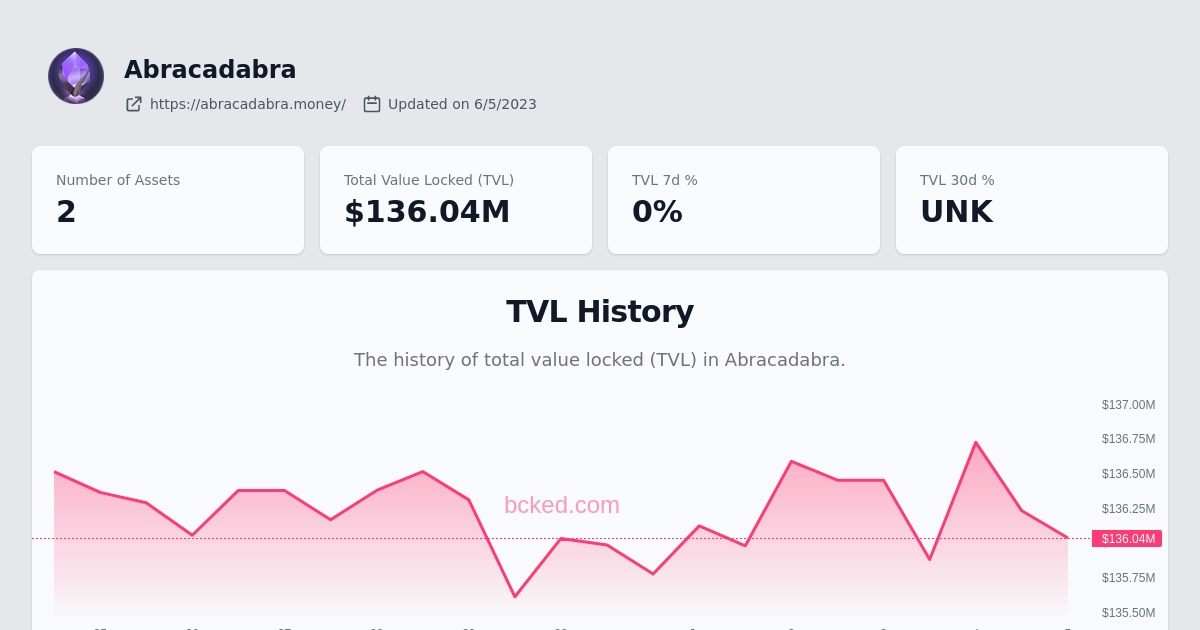 Abracadabra
https://abracadabra.money/ Updated on 6/5/2023
Number of Assets
2
Total Value Locked (TVL)
$136.04M
TVL 7d %
0%
TVL 30d %
UNK
TVL History
The history of total value locked (TVL) in Abracadabra.
bcked.com
$137.00M
$136.75M
$136.50M
$136.25M
$136.04M
$135.75M
$135.50M